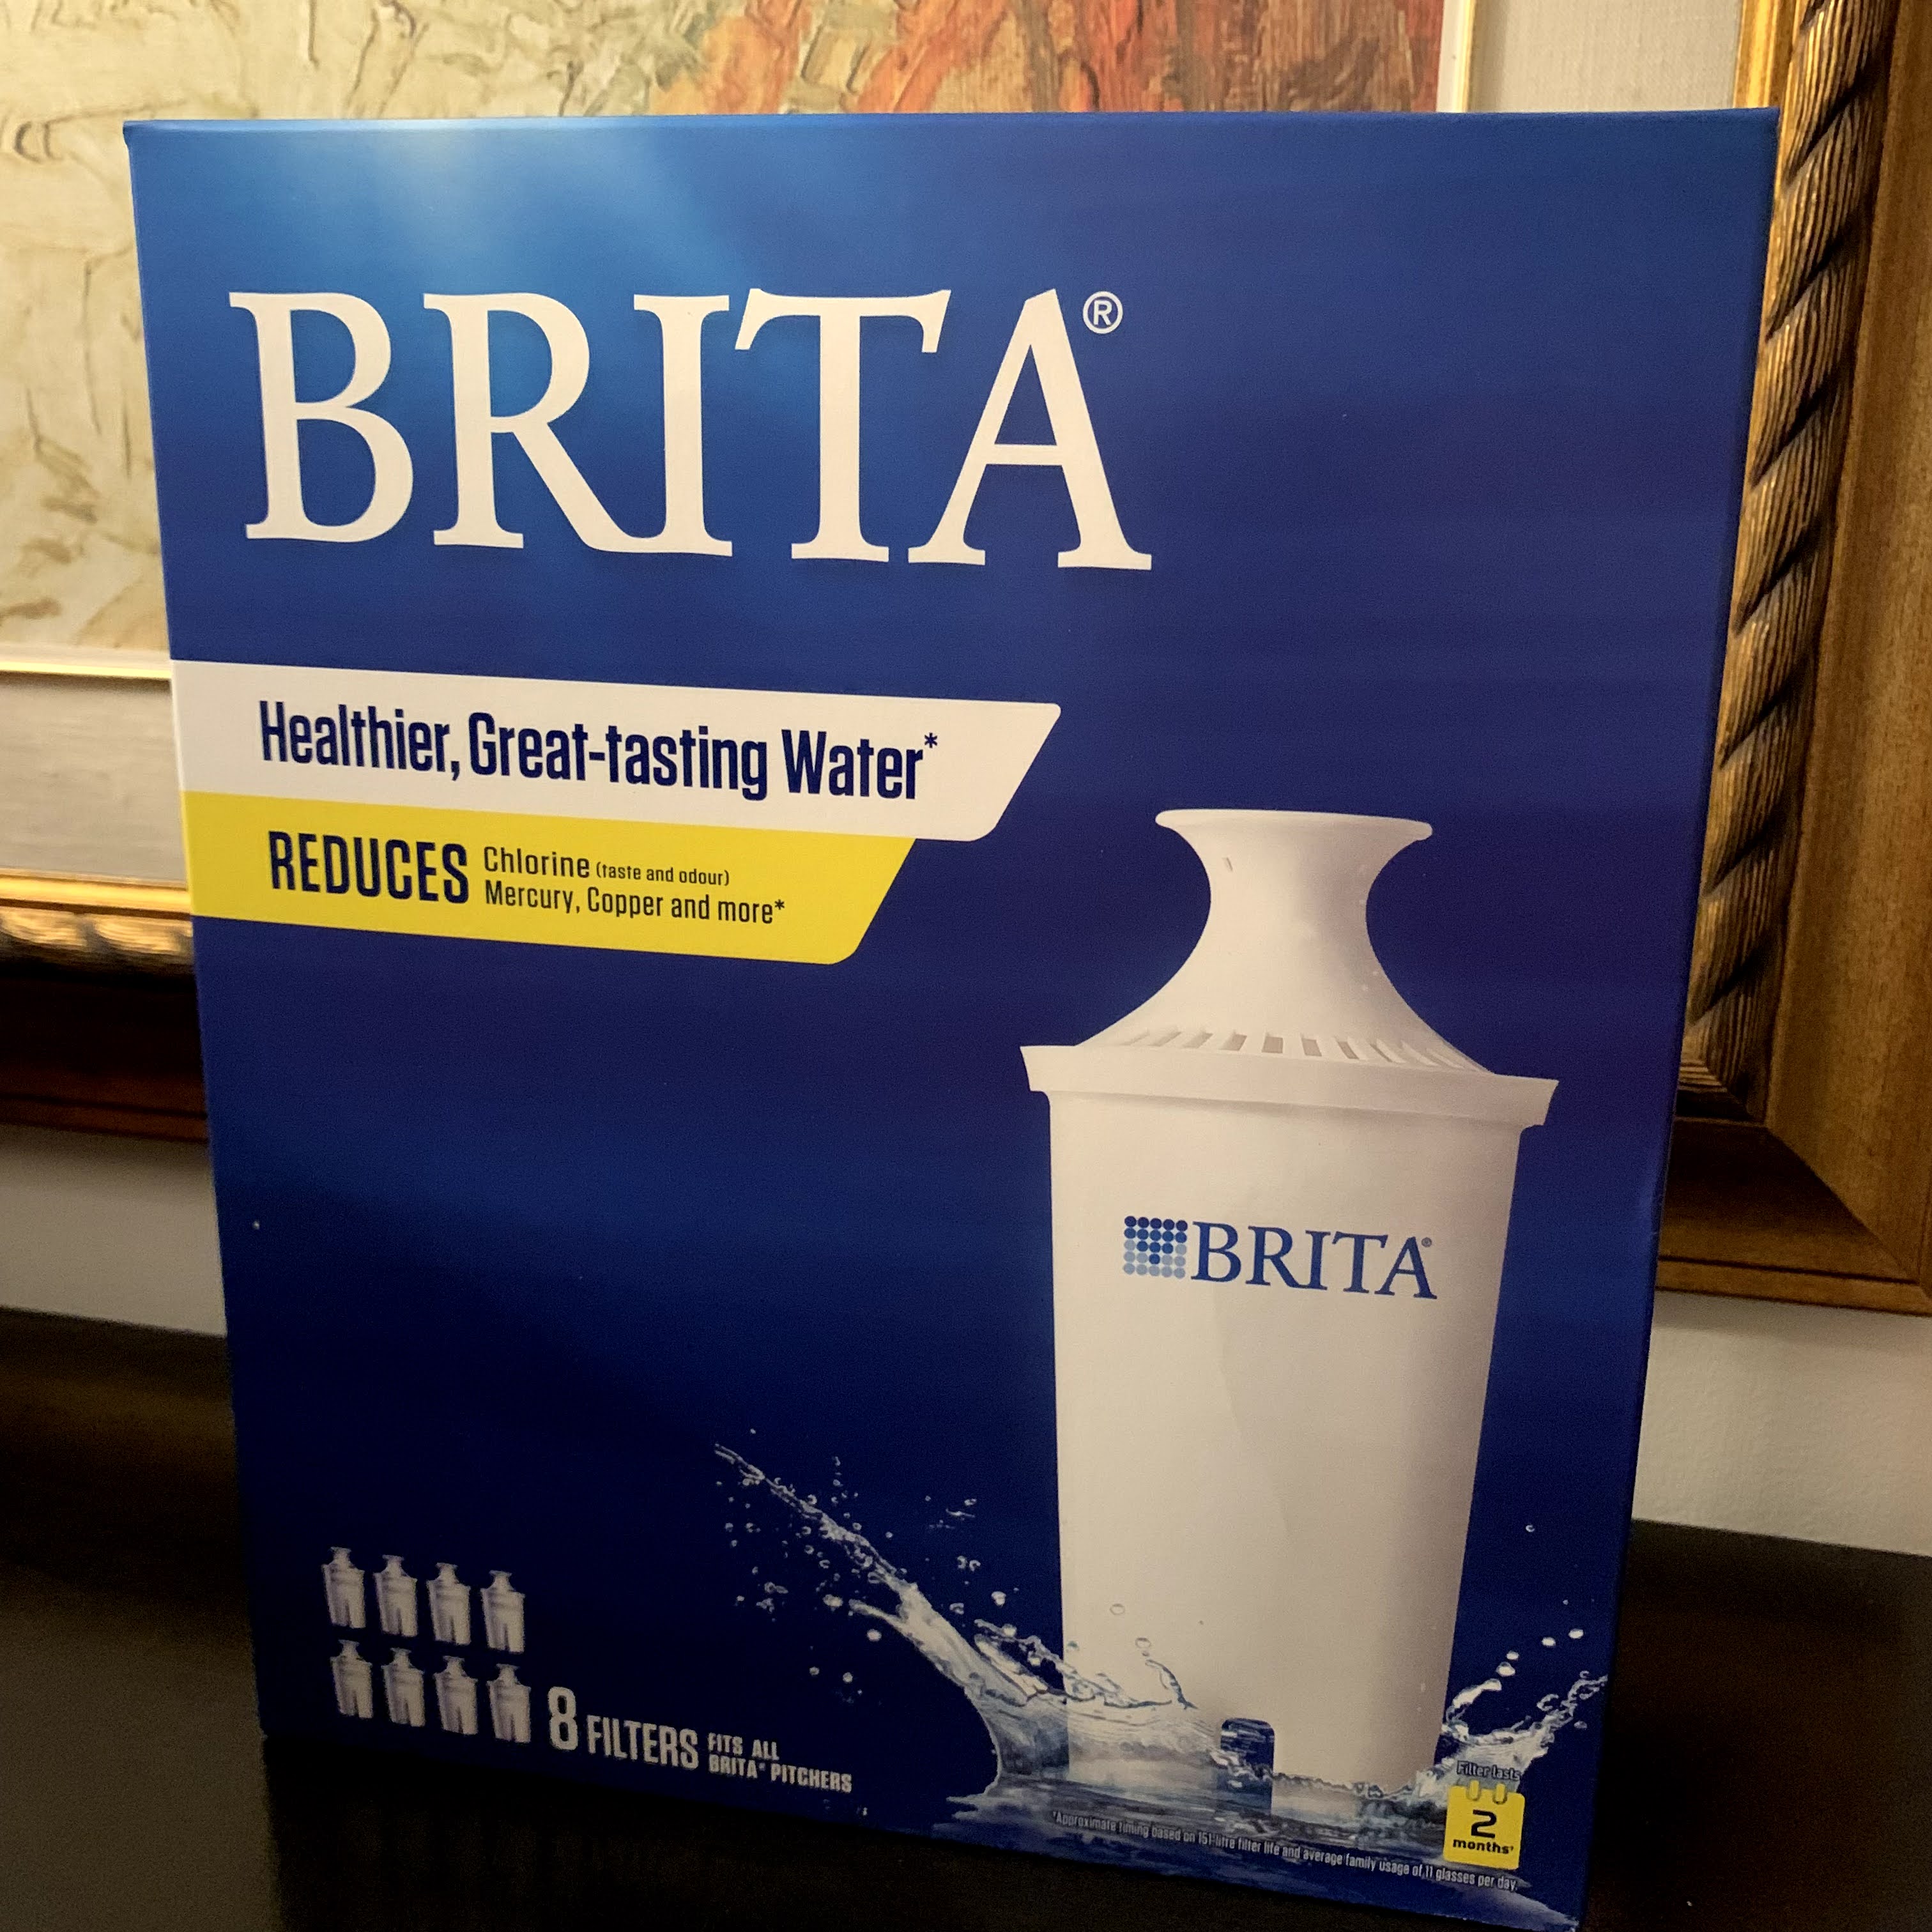 BRITA®
Healthier, Great-tasting Water*
REDUCES Chlorine (taste and odour)
Mercury, Copper and more*
BRITA®
8 FILTERS FITS ALL
BRITA® PITCHERS
Filter lasts
2
months†
†Approximate timing based on 151-litre filter life and average family usage of 11 glasses per day.